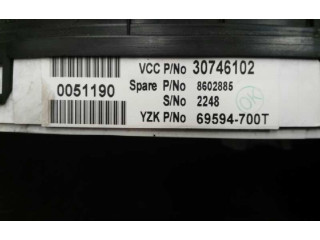 VCC P/No 30746102
0051190
Spare P/No 8602885
S/No 2248
YZK P/No 69594-700T
OK